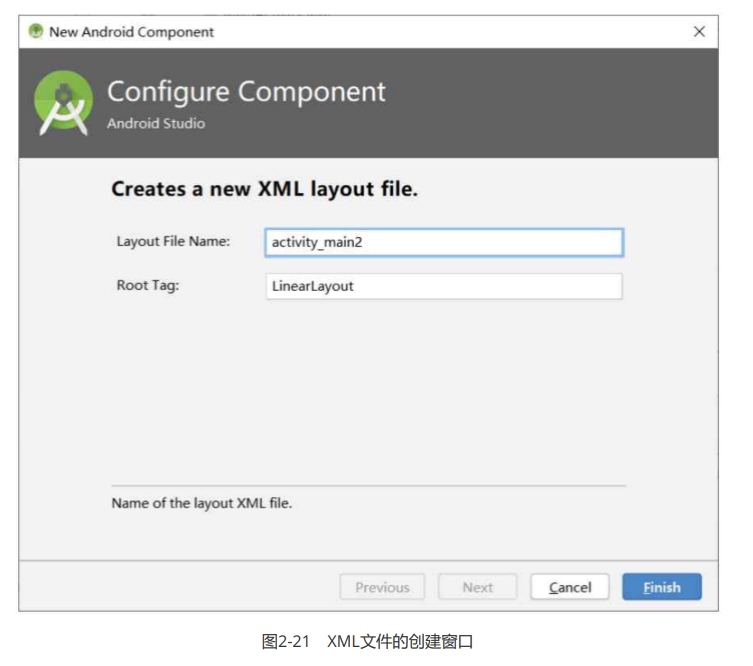 New Android Component
Configure Component
Android Studio
Creates a new XML layout file.
Layout File Name: activity_main2
Root Tag: LinearLayout
Name of the layout XML file.
Previous Next Cancel Finish
图2-21 XML文件的创建窗口